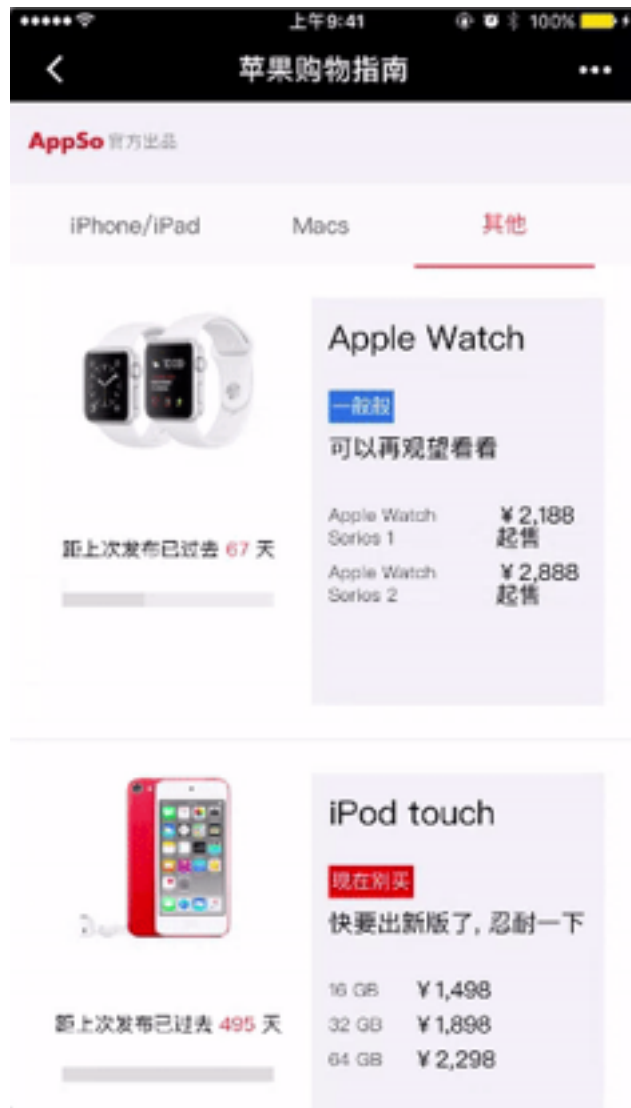 上午9:41
100%
苹果购物指南
AppSo 官方出品
iPhone/iPad
Macs
其他
Apple Watch
一般般
可以再观望看看
Apple Watch Series 1
¥2,188 起售
Apple Watch Series 2
¥2,888 起售
距上次发布已过去 67 天
iPod touch
现在别买
快要出新版了, 忍耐一下
16 GB ¥1,498
32 GB ¥1,898
64 GB ¥2,298
距上次发布已过去 495 天